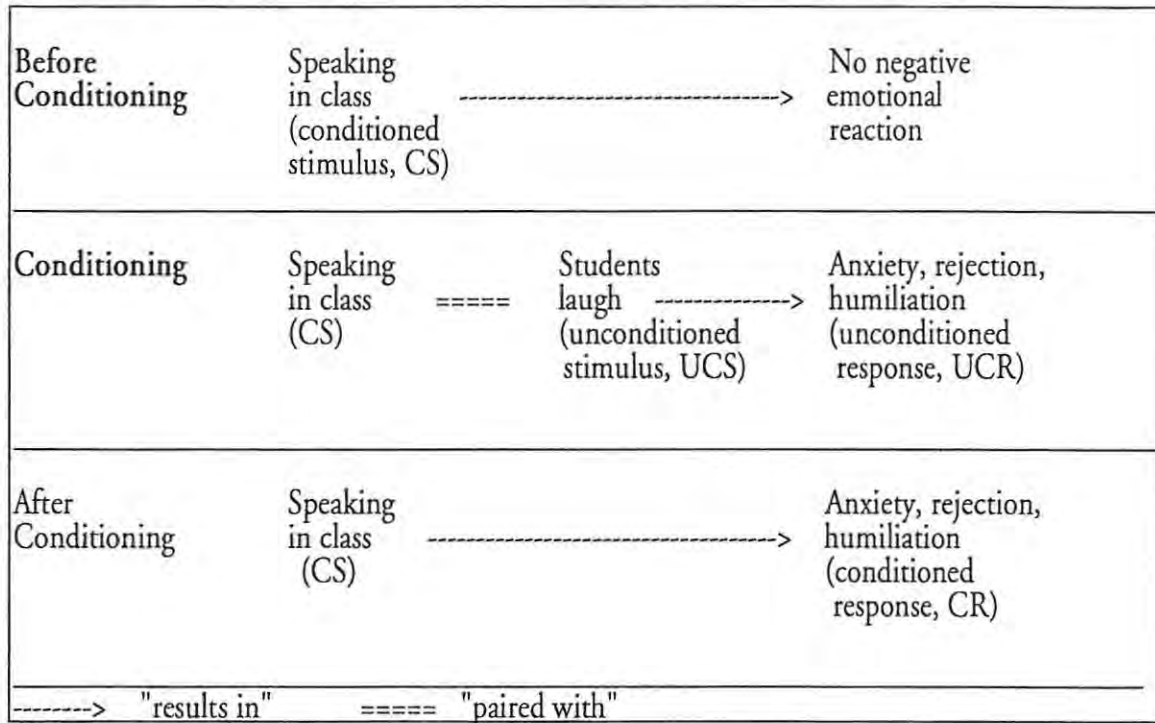 Before Conditioning
Speaking in class (conditioned stimulus, CS)
-----------------------------> No negative emotional reaction
Conditioning
Speaking in class (CS)
=====
Students laugh -------------> (unconditioned stimulus, UCS)
Anxiety, rejection, humiliation (unconditioned response, UCR)
After Conditioning
Speaking in class (CS)
---------------------------------->
Anxiety, rejection, humiliation (conditioned response, CR)
--------> "results in" ===== "paired with"